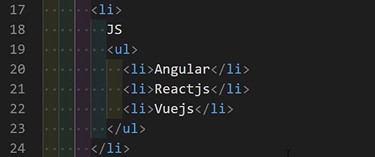 17 <li>
18 JS
19 <ul>
20 <li>Angular</li>
21 <li>Reactjs</li>
22 <li>Vuejs</li>
23 </ul>
24 </li>